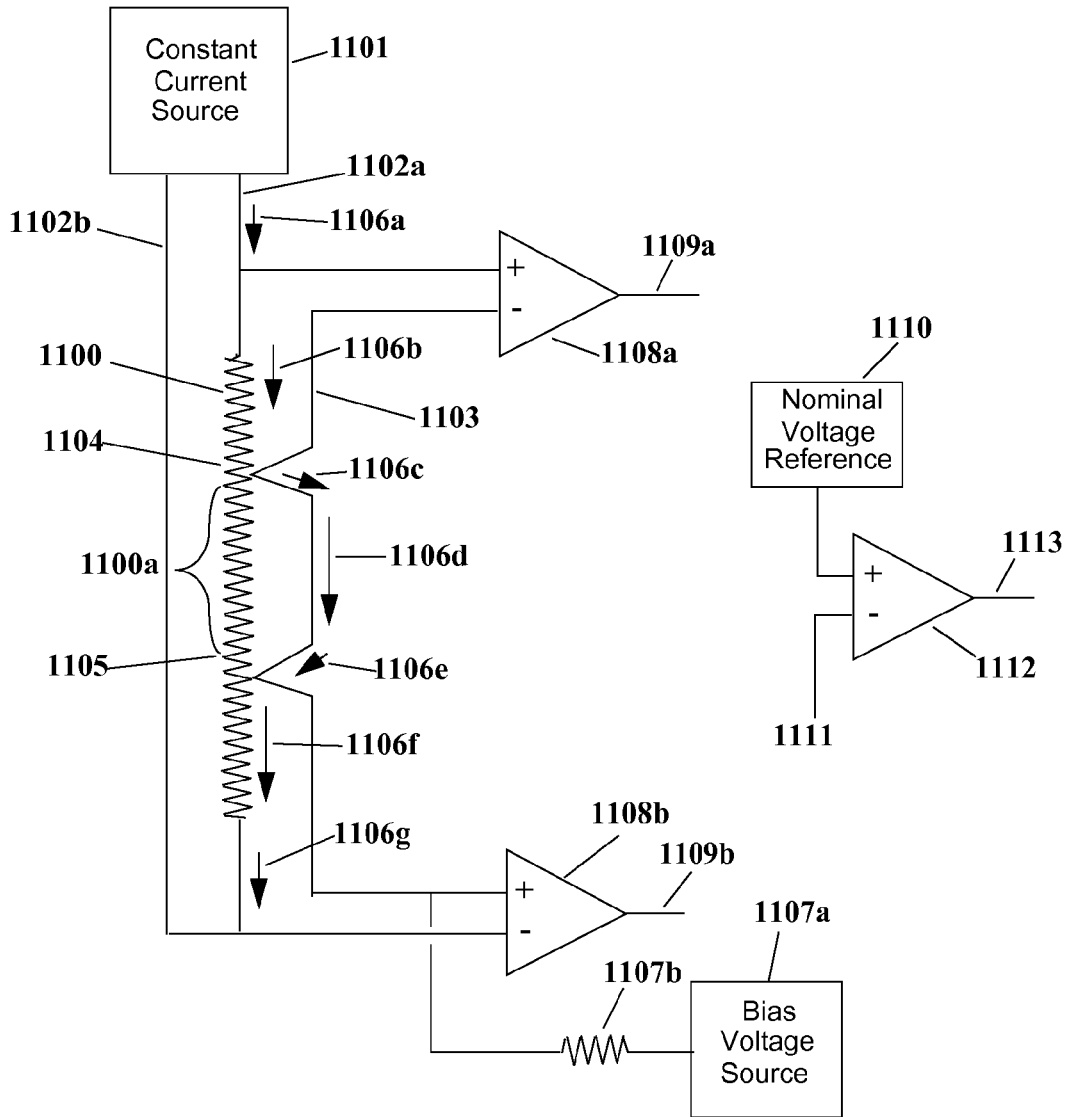 Constant
Current
Source
1101
1102a
1102b
1106a
1109a
+
-
1108a
1110
1100
1106b
1103
Nominal
Voltage
Reference
1104
1106c
1100a
1106d
1113
+
-
1105
1106e
1112
1111
1106f
1108b
1106g
1109b
+
-
1107a
1107b
Bias
Voltage
Source